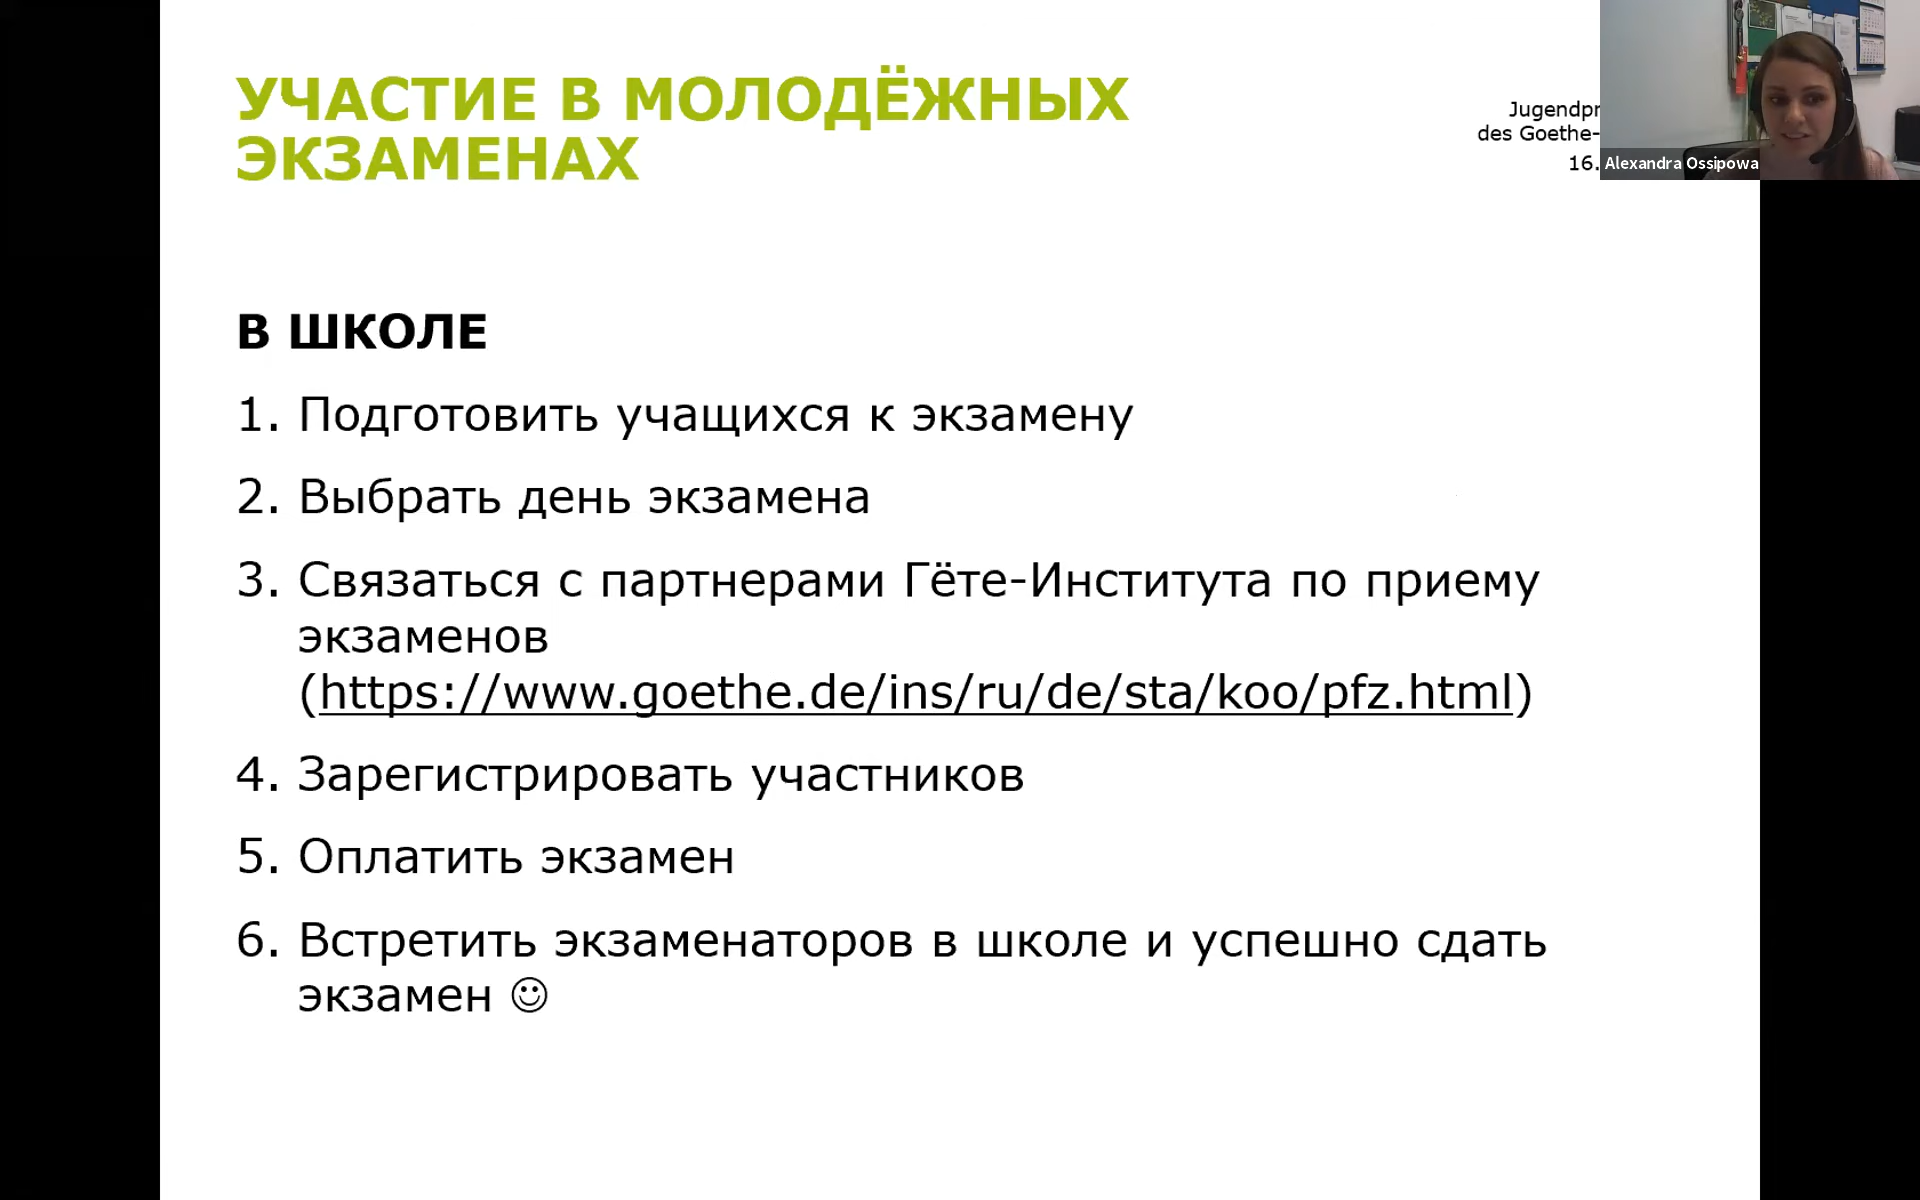 УЧАСТИЕ В МОЛОДЁЖНЫХ
ЭКЗАМЕНАХ
des Goethe-
16.
Alexandra Ossipowa
В ШКОЛЕ
1. Подготовить учащихся к экзамену
2. Выбрать день экзамена
3. Связаться с партнерами Гёте-Института по приему
экзаменов
(https://www.goethe.de/ins/ru/de/sta/koo/pfz.html)
4. Зарегистрировать участников
5. Оплатить экзамен
6. Встретить экзаменаторов в школе и успешно сдать
экзамен ☺